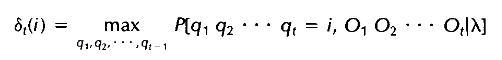 δ_t(i) = max_{q_1, q_2, ···, q_{t−1}} P[q_1 q_2 ··· q_t = i, O_1 O_2 ··· O_t|λ]